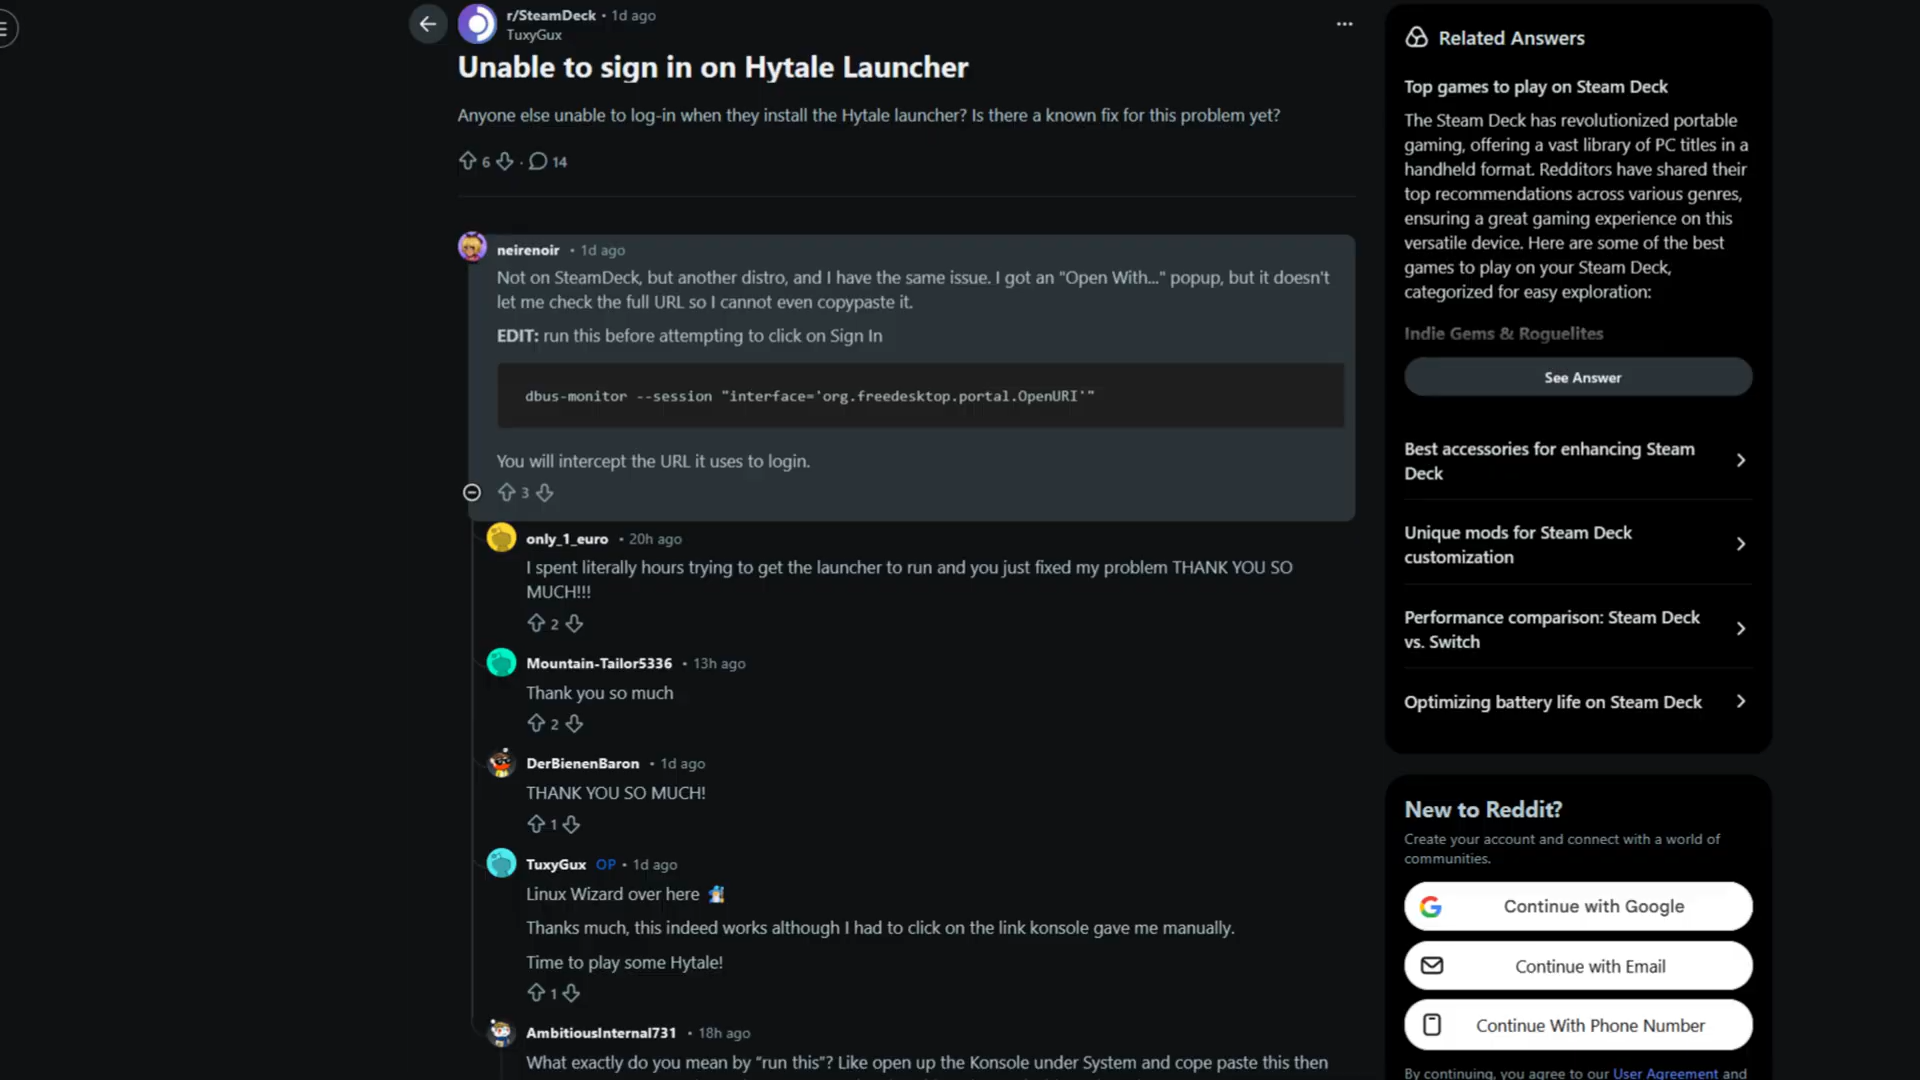 r/SteamDeck • 1d ago
TuxyGux
Unable to sign in on Hytale Launcher
Anyone else unable to log-in when they install the Hytale launcher? Is there a known fix for this problem yet?
6 · 14
neirenoir • 1d ago
Not on SteamDeck, but another distro, and I have the same issue. I got an "Open With..." popup, but it doesn't
let me check the full URL so I cannot even copypaste it.
EDIT: run this before attempting to click on Sign In
dbus-monitor --session "interface='org.freedesktop.portal.OpenURI'"
You will intercept the URL it uses to login.
3
only_1_euro • 20h ago
I spent literally hours trying to get the launcher to run and you just fixed my problem THANK YOU SO
MUCH!!!
2
Mountain-Tailor5336 • 13h ago
Thank you so much
2
DerBienenBaron • 1d ago
THANK YOU SO MUCH!
1
TuxyGux OP • 1d ago
Linux Wizard over here
Thanks much, this indeed works although I had to click on the link konsole gave me manually.
Time to play some Hytale!
1
AmbitiousInternal731 • 18h ago
What exactly do you mean by "run this"? Like open up the Konsole under System and cope paste this then
Related Answers
Top games to play on Steam Deck
The Steam Deck has revolutionized portable
gaming, offering a vast library of PC titles in a
handheld format. Redditors have shared their
top recommendations across various genres,
ensuring a great gaming experience on this
versatile device. Here are some of the best
games to play on your Steam Deck,
categorized for easy exploration:
Indie Gems & Roguelites
See Answer
Best accessories for enhancing Steam
Deck
Unique mods for Steam Deck
customization
Performance comparison: Steam Deck
vs. Switch
Optimizing battery life on Steam Deck
New to Reddit?
Create your account and connect with a world of
communities.
Continue with Google
Continue with Email
Continue With Phone Number
By continuing, you agree to our User Agreement and